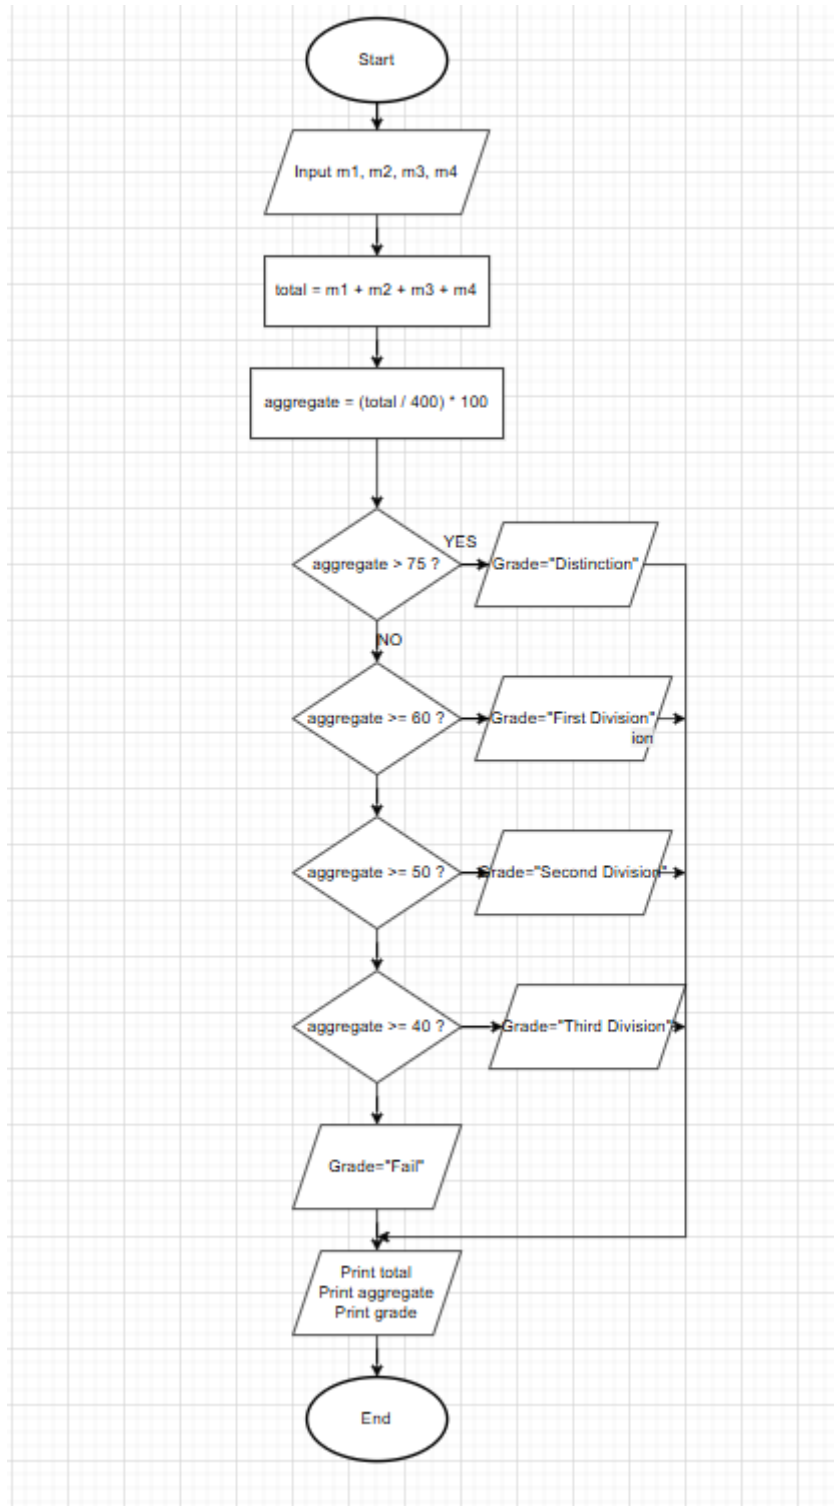 Start
Input m1, m2, m3, m4
total = m1 + m2 + m3 + m4
aggregate = (total / 400) * 100
aggregate > 75 ?
YES
Grade="Distinction"
NO
aggregate >= 60 ?
Grade="First Division"
ion
aggregate >= 50 ?
Grade="Second Division"
aggregate >= 40 ?
Grade="Third Division"
Grade="Fail"
Print total
Print aggregate
Print grade
End